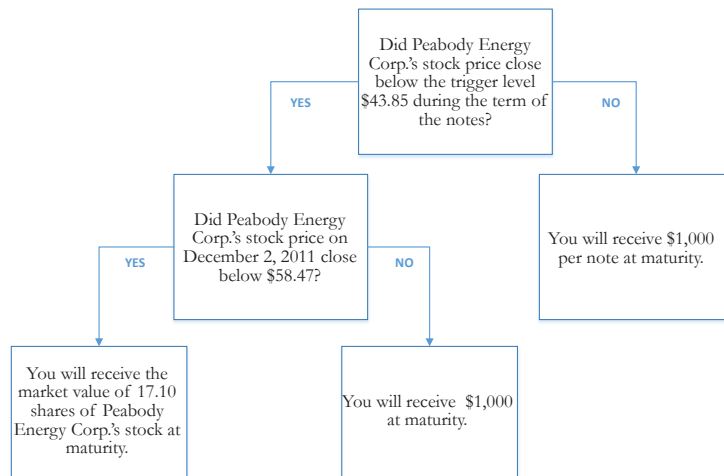 Did Peabody Energy
Corp.'s stock price close
below the trigger level
$43.85 during the term of
the notes?
YES
NO
Did Peabody Energy
Corp.'s stock price on
December 2, 2011 close
below $58.47?
You will receive $1,000
per note at maturity.
YES
NO
You will receive the
market value of 17.10
shares of Peabody
Energy Corp.'s stock at
maturity.
You will receive $1,000
at maturity.